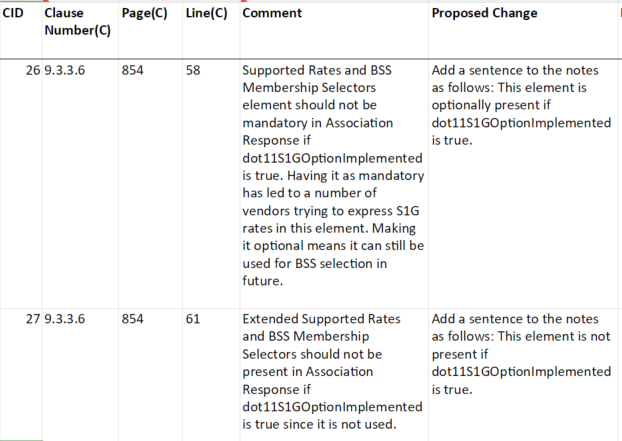 CID Clause Page(C) Line(C) Comment Proposed Change
Number(C)
26 9.3.3.6 854 58 Supported Rates and BSS Add a sentence to the notes
Membership Selectors as follows: This element is
element should not be optionally present if
mandatory in Association dot11S1GOptionImplemented
Response if is true.
dot11S1GOptionImplemented
is true. Having it as mandatory
has led to a number of
vendors trying to express S1G
rates in this element. Making
it optional means it can still be
used for BSS selection in
future.
27 9.3.3.6 854 61 Extended Supported Rates Add a sentence to the notes
and BSS Membership as follows: This element is not
Selectors should not be present if
present in Association dot11S1GOptionImplemented
Response if is true.
dot11S1GOptionImplemented
is true since it is not used.